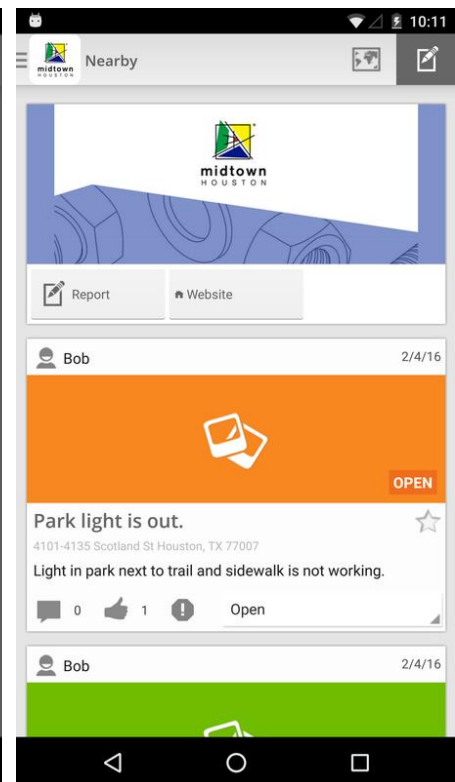 10:11
midtown
HOUSTON
Nearby
midtown
HOUSTON
Report
Website
Bob
2/4/16
OPEN
Park light is out.
4101-4135 Scotland St Houston, TX 77007
Light in park next to trail and sidewalk is not working.
0
1
Open
Bob
2/4/16